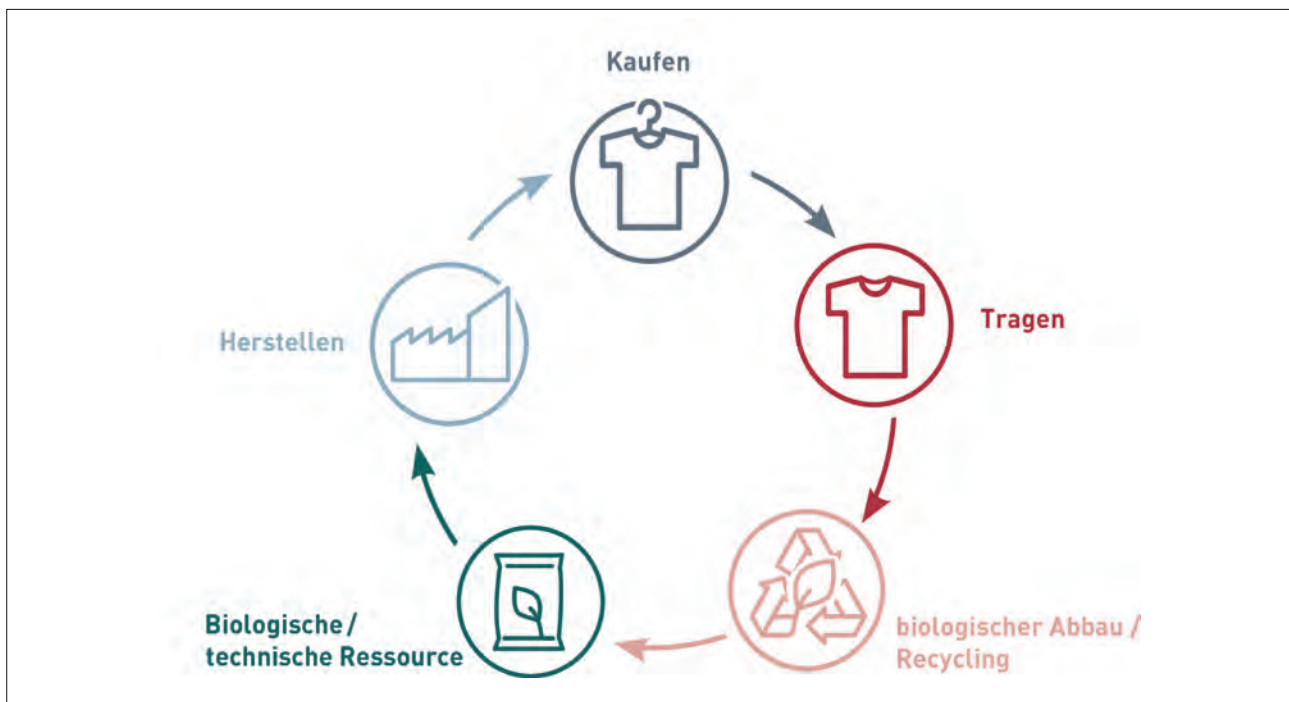 Kaufen
Tragen
Herstellen
Biologische /
technische Ressource
biologischer Abbau /
Recycling